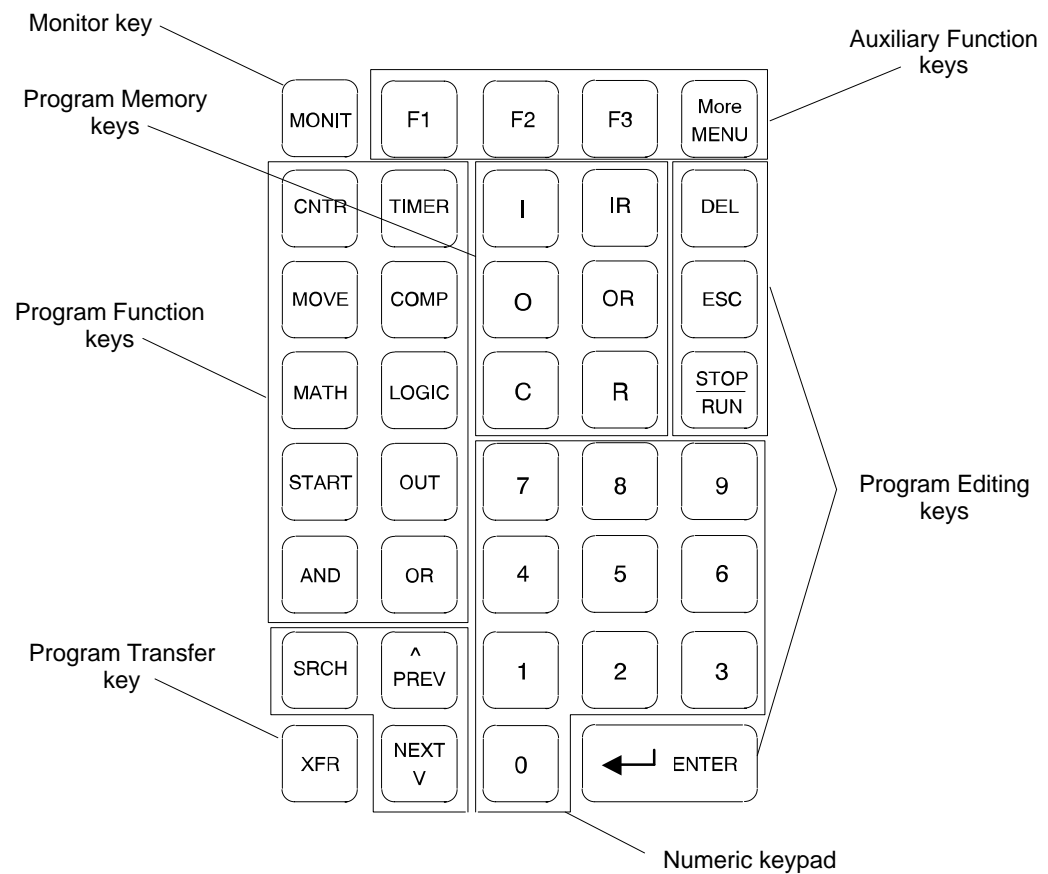 Monitor key
Auxiliary Function
keys
Program Memory
keys
MONIT
F1
F2
F3
More
MENU
CNTR
TIMER
I
IR
DEL
MOVE
COMP
O
OR
ESC
Program Function
keys
MATH
LOGIC
C
R
STOP
RUN
START
OUT
7
8
9
Program Editing
keys
AND
OR
4
5
6
Program Transfer
key
SRCH
^
PREV
1
2
3
XFR
NEXT
V
0
ENTER
Numeric keypad